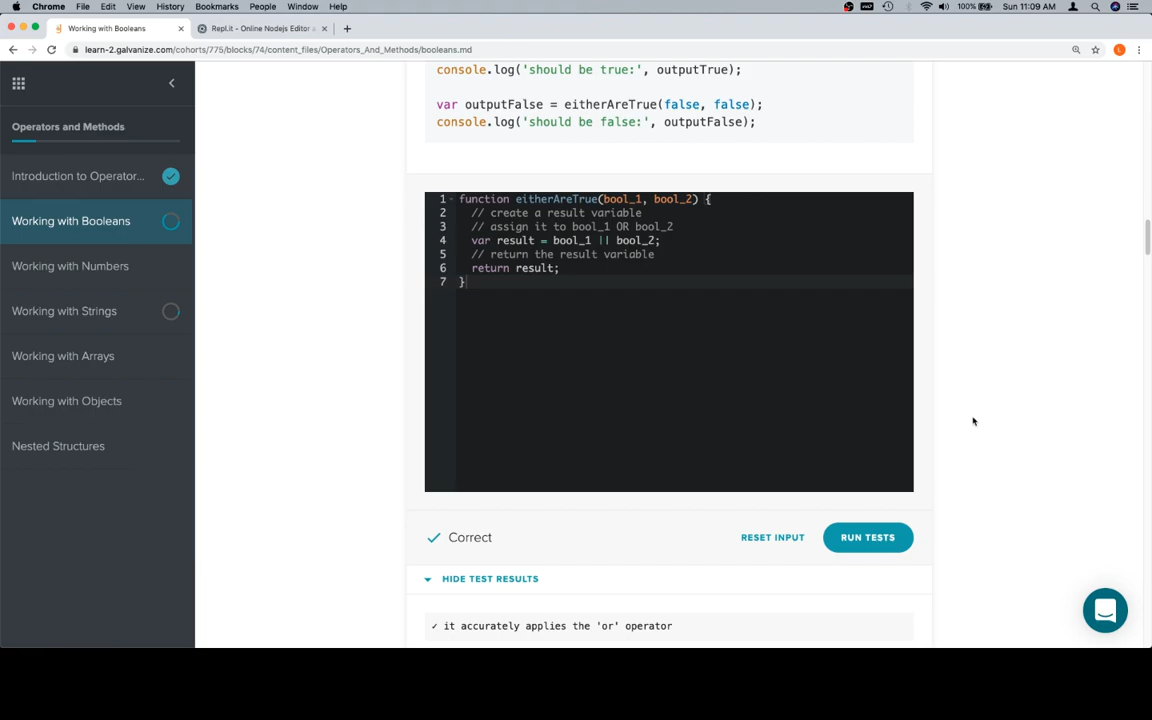 Chrome File Edit View History Bookmarks People Window Help 100% Sun 11:09 AM
Working with Booleans Repl.it - Online Nodejs Editor
learn-2.galvanize.com/cohorts/775/blocks/74/content_files/Operators_And_Methods/booleans.md
Operators and Methods
Introduction to Operator...
Working with Booleans
Working with Numbers
Working with Strings
Working with Arrays
Working with Objects
Nested Structures
console.log('should be true:', outputTrue);
var outputFalse = eitherAreTrue(false, false);
console.log('should be false:', outputFalse);
1 function eitherAreTrue(bool_1, bool_2) {
2 // create a result variable
3 // assign it to bool_1 OR bool_2
4 var result = bool_1 || bool_2;
5 // return the result variable
6 return result;
7 }
✓ Correct RESET INPUT RUN TESTS
HIDE TEST RESULTS
✓ it accurately applies the 'or' operator